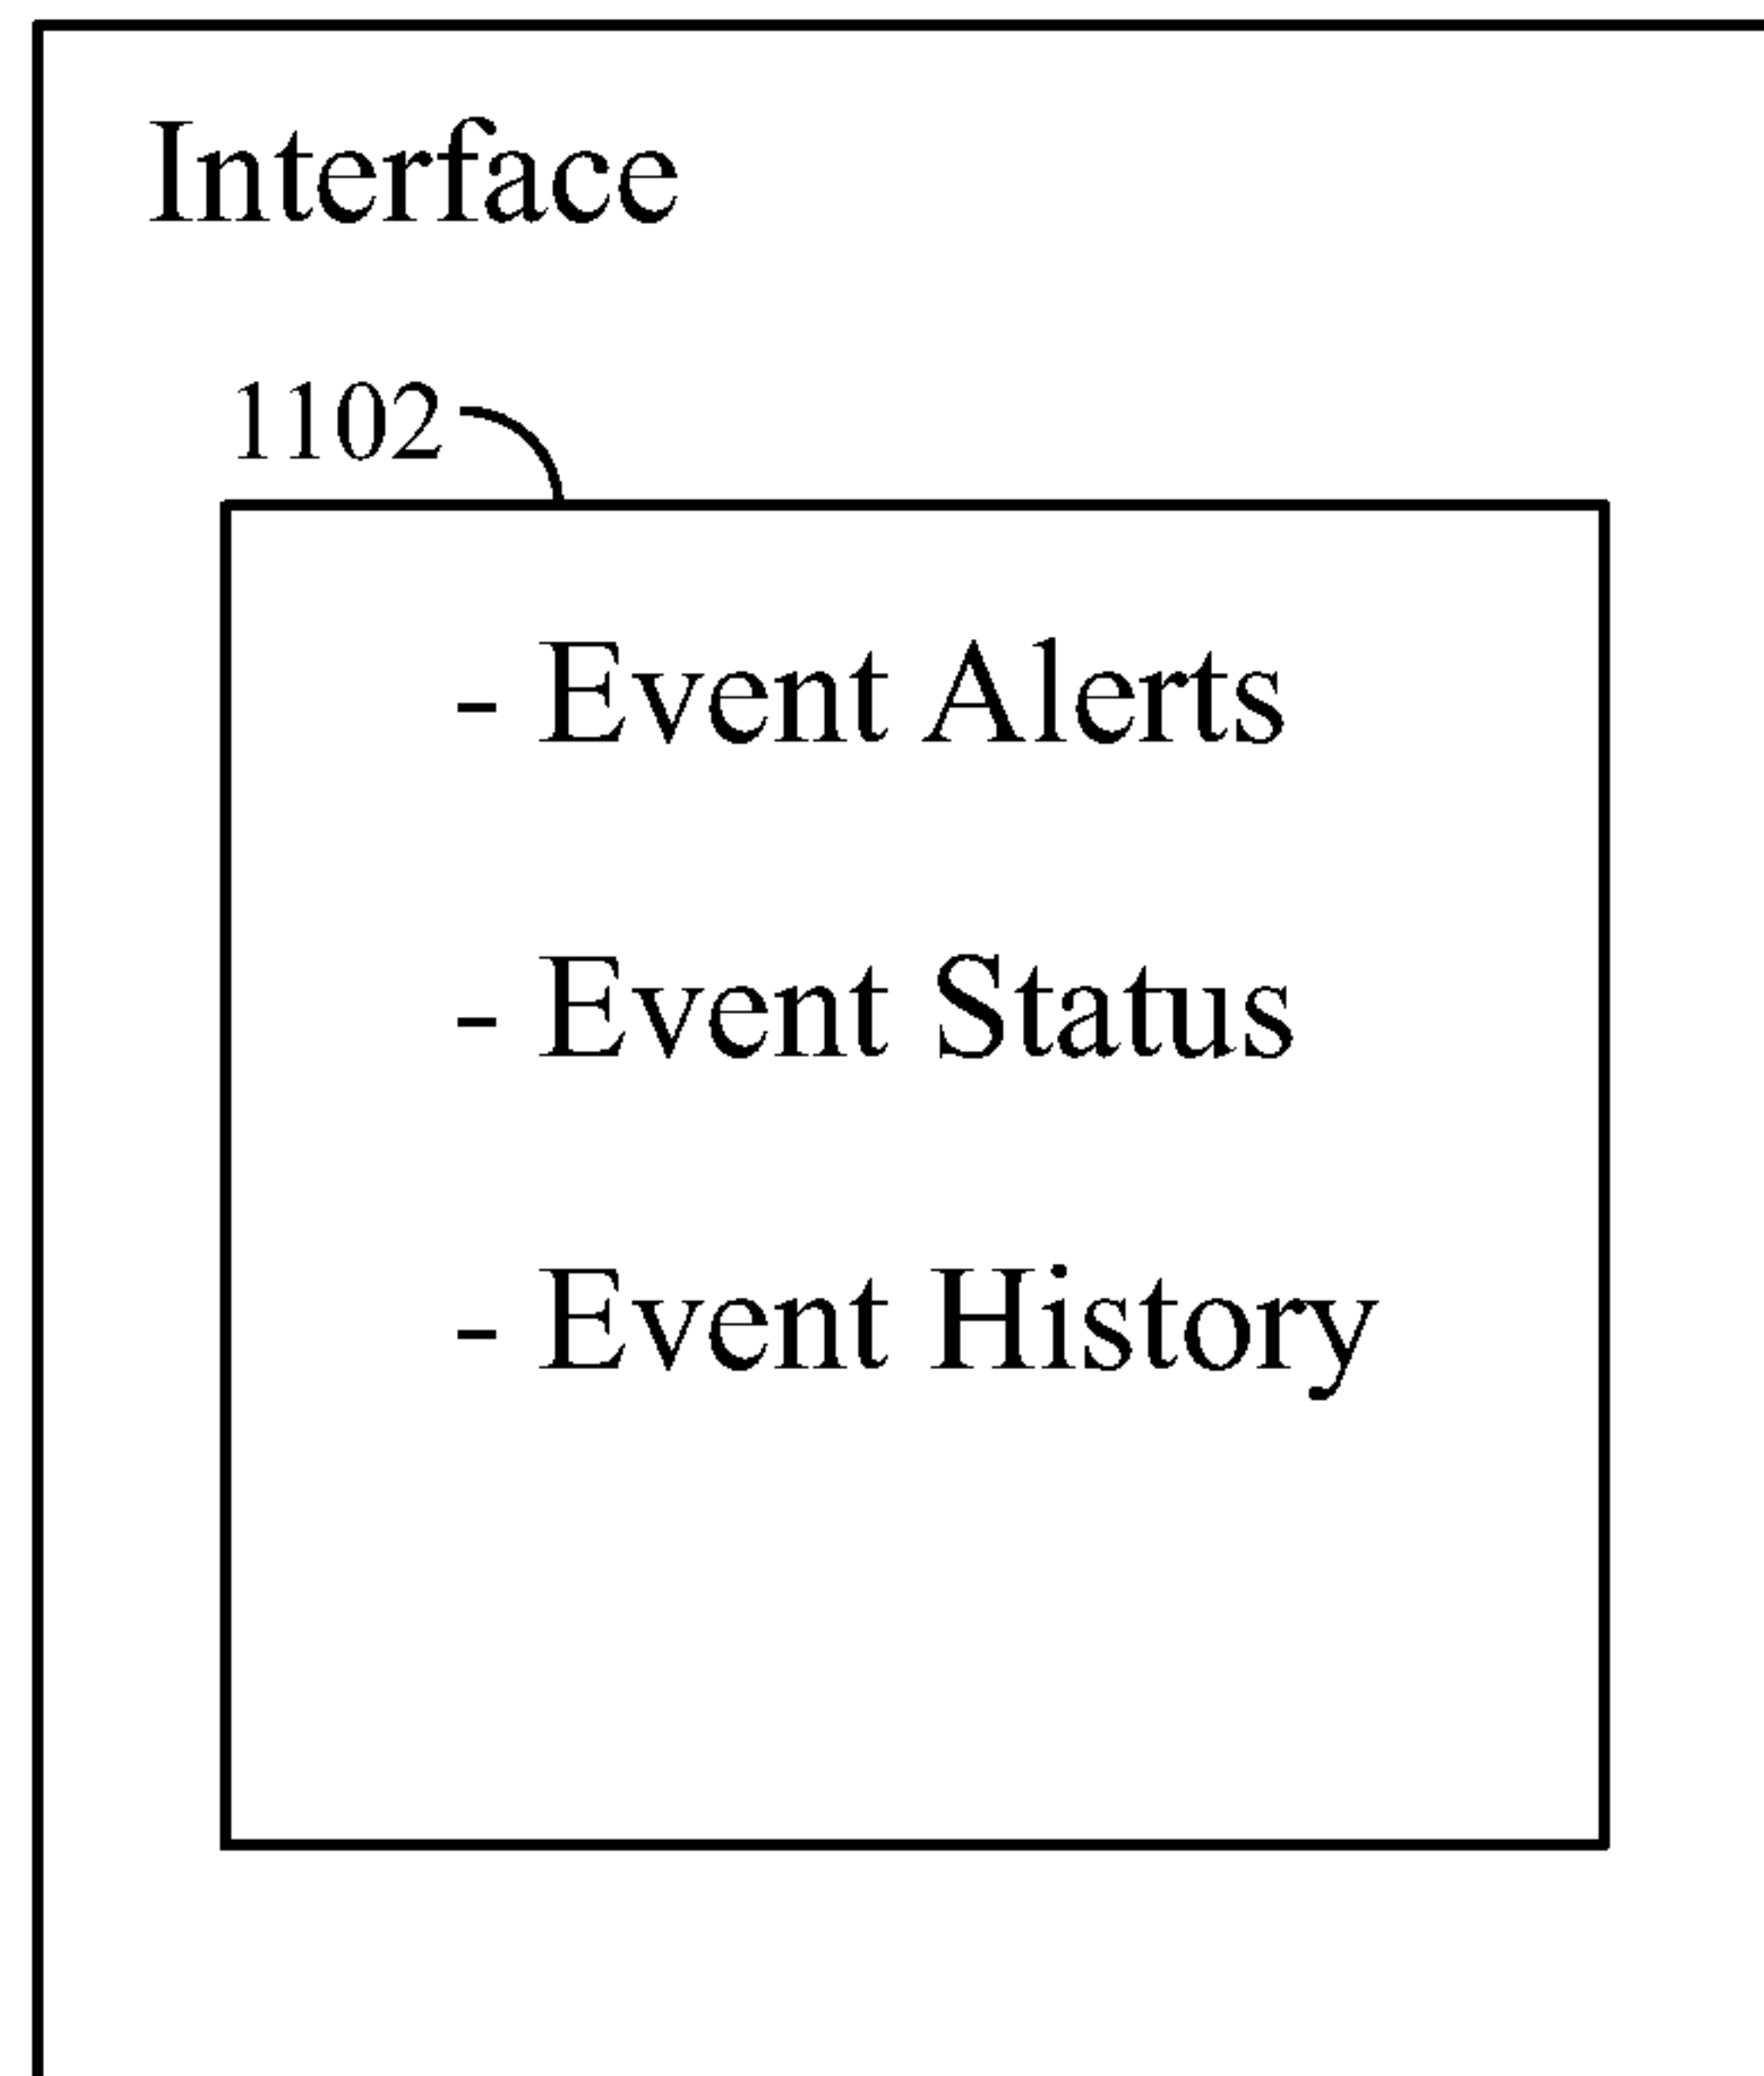 Interface
1102
- Event Alerts
- Event Status
- Event History